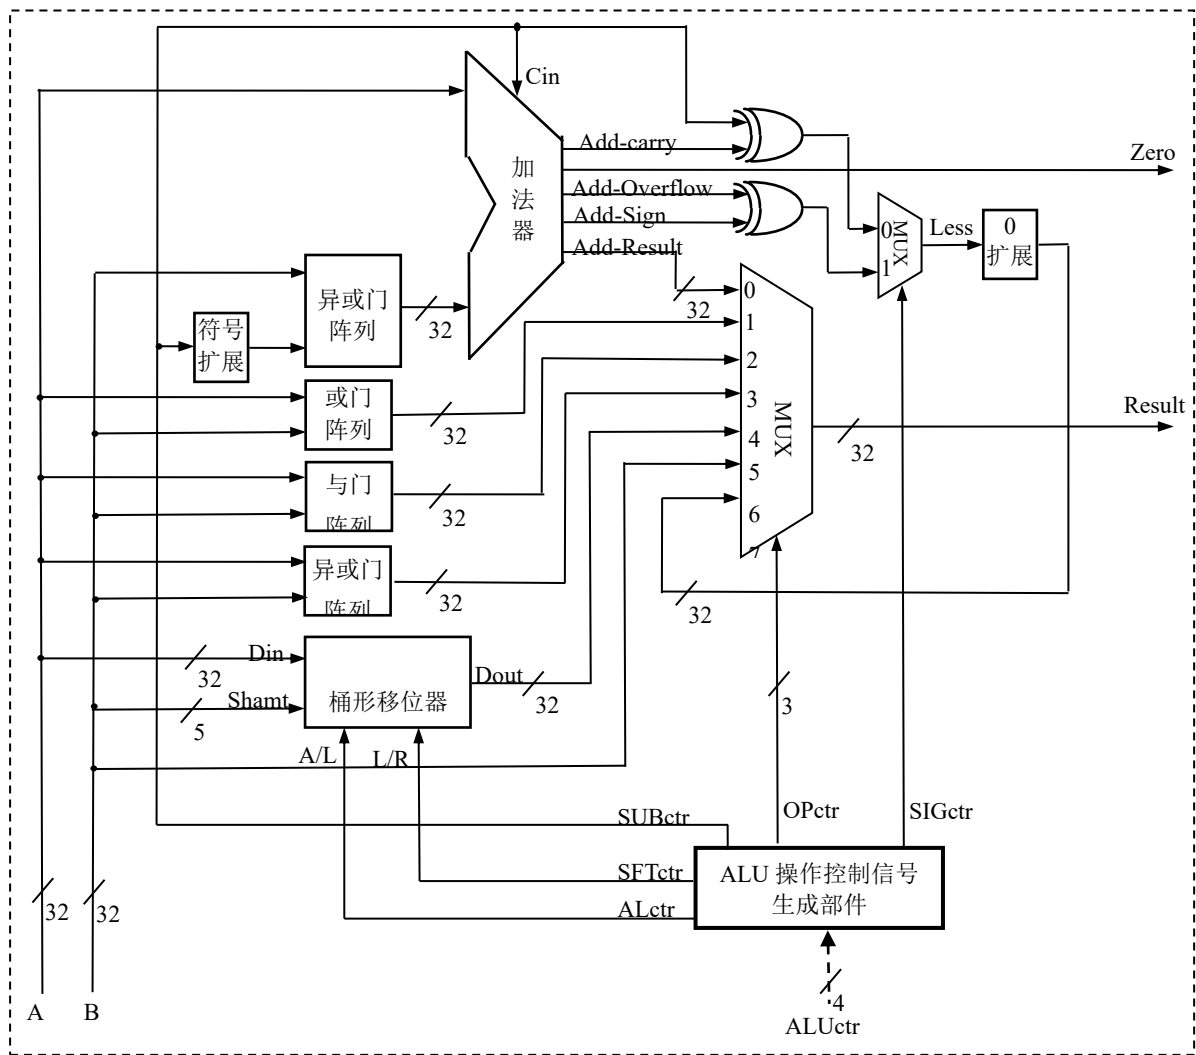 Cin
Add-carry
Zero
加
法
器
Add-Overflow
Add-Sign
Add-Result
0
1
MUX
Less
0
扩展
异或门
阵列
32
符号
扩展
32
0
1
2
3
4
5
6
7
MUX
或门
阵列
32
Result
32
与门
阵列
32
异或门
阵列
32
32
Din
32
Shamt
5
桶形移位器
Dout
32
3
A/L
L/R
SUBctr
OPctr
SIGctr
SFTctr
ALctr
ALU 操作控制信号
生成部件
32
32
4
A
B
ALUctr